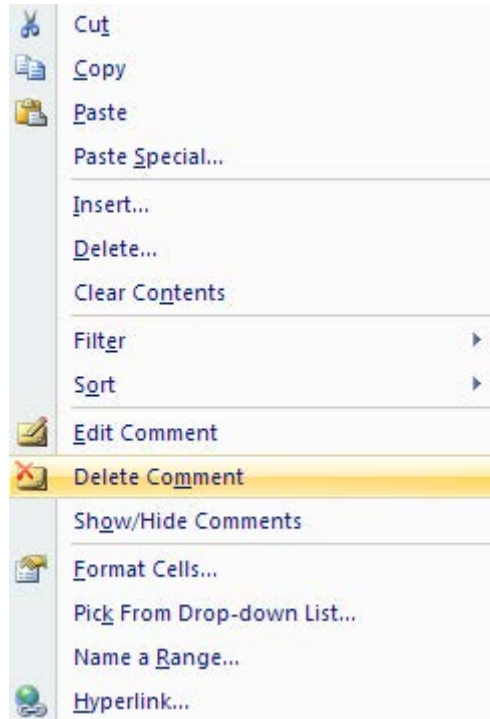 Cut
Copy
Paste
Paste Special...
Insert...
Delete...
Clear Contents
Filter
Sort
Edit Comment
Delete Comment
Show/Hide Comments
Format Cells...
Pick From Drop-down List...
Name a Range...
Hyperlink...